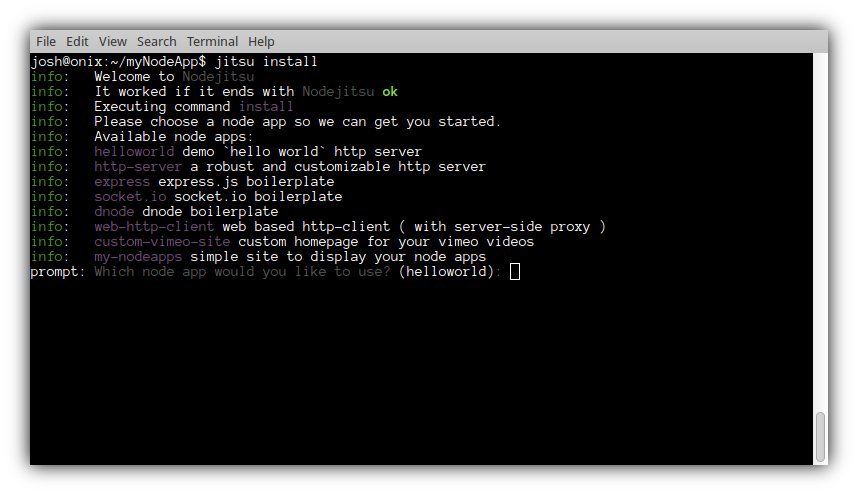 File Edit View Search Terminal Help
josh@onix:~/myNodeApp$ jitsu install
info:   Welcome to Nodejitsu
info:   It worked if it ends with Nodejitsu ok
info:   Executing command install
info:   Please choose a node app so we can get you started.
info:   Available node apps:
info:   helloworld demo `hello world` http server
info:   http-server a robust and customizable http server
info:   express express.js boilerplate
info:   socket.io socket.io boilerplate
info:   dnode dnode boilerplate
info:   web-http-client web based http-client ( with server-side proxy )
info:   custom-vimeo-site custom homepage for your vimeo videos
info:   my-nodeapps simple site to display your node apps
prompt: Which node app would you like to use? (helloworld):